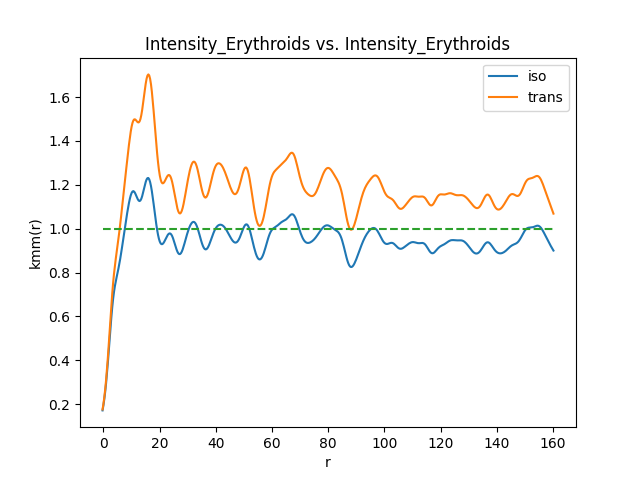 Intensity_Erythroids vs. Intensity_Erythroids
iso
trans
kmm(r)
1.6
1.4
1.2
1.0
0.8
0.6
0.4
0.2
0 20 40 60 80 100 120 140 160
r